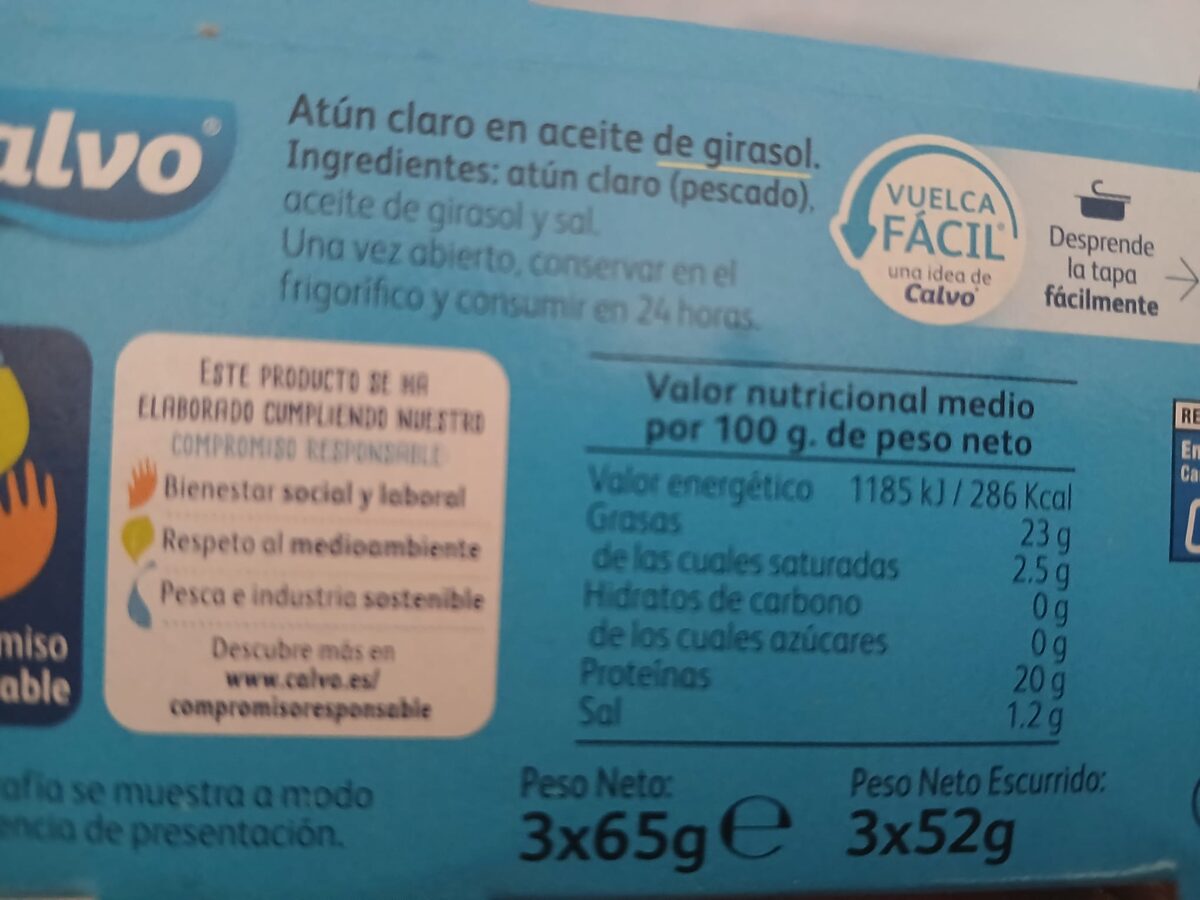 alvo®
Atún claro en aceite de girasol.
Ingredientes: atún claro (pescado),
aceite de girasol y sal.
Una vez abierto, conservar en el
frigorífico y consumir en 24 horas.
VUELCA
FÁCIL®
una idea de
Calvo®
Desprende
la tapa
fácilmente
miso
able
ESTE PRODUCTO SE HA
ELABORADO CUMPLIENDO NUESTRO
COMPROMISO RESPONSABLE
Bienestar social y laboral
Respeto al medioambiente
Pesca e industria sostenible
Descubre más en
www.calvo.es/
compromisoresponsable
Valor nutricional medio
por 100 g. de peso neto
Valor energético 1185 kJ / 286 Kcal
Grasas 23 g
de las cuales saturadas 2.5 g
Hidratos de carbono 0 g
de los cuales azúcares 0 g
Proteínas 20 g
Sal 1.2 g
RE
En
Ca
afía se muestra a modo
encia de presentación.
Peso Neto:
3x65g e
Peso Neto Escurrido:
3x52g